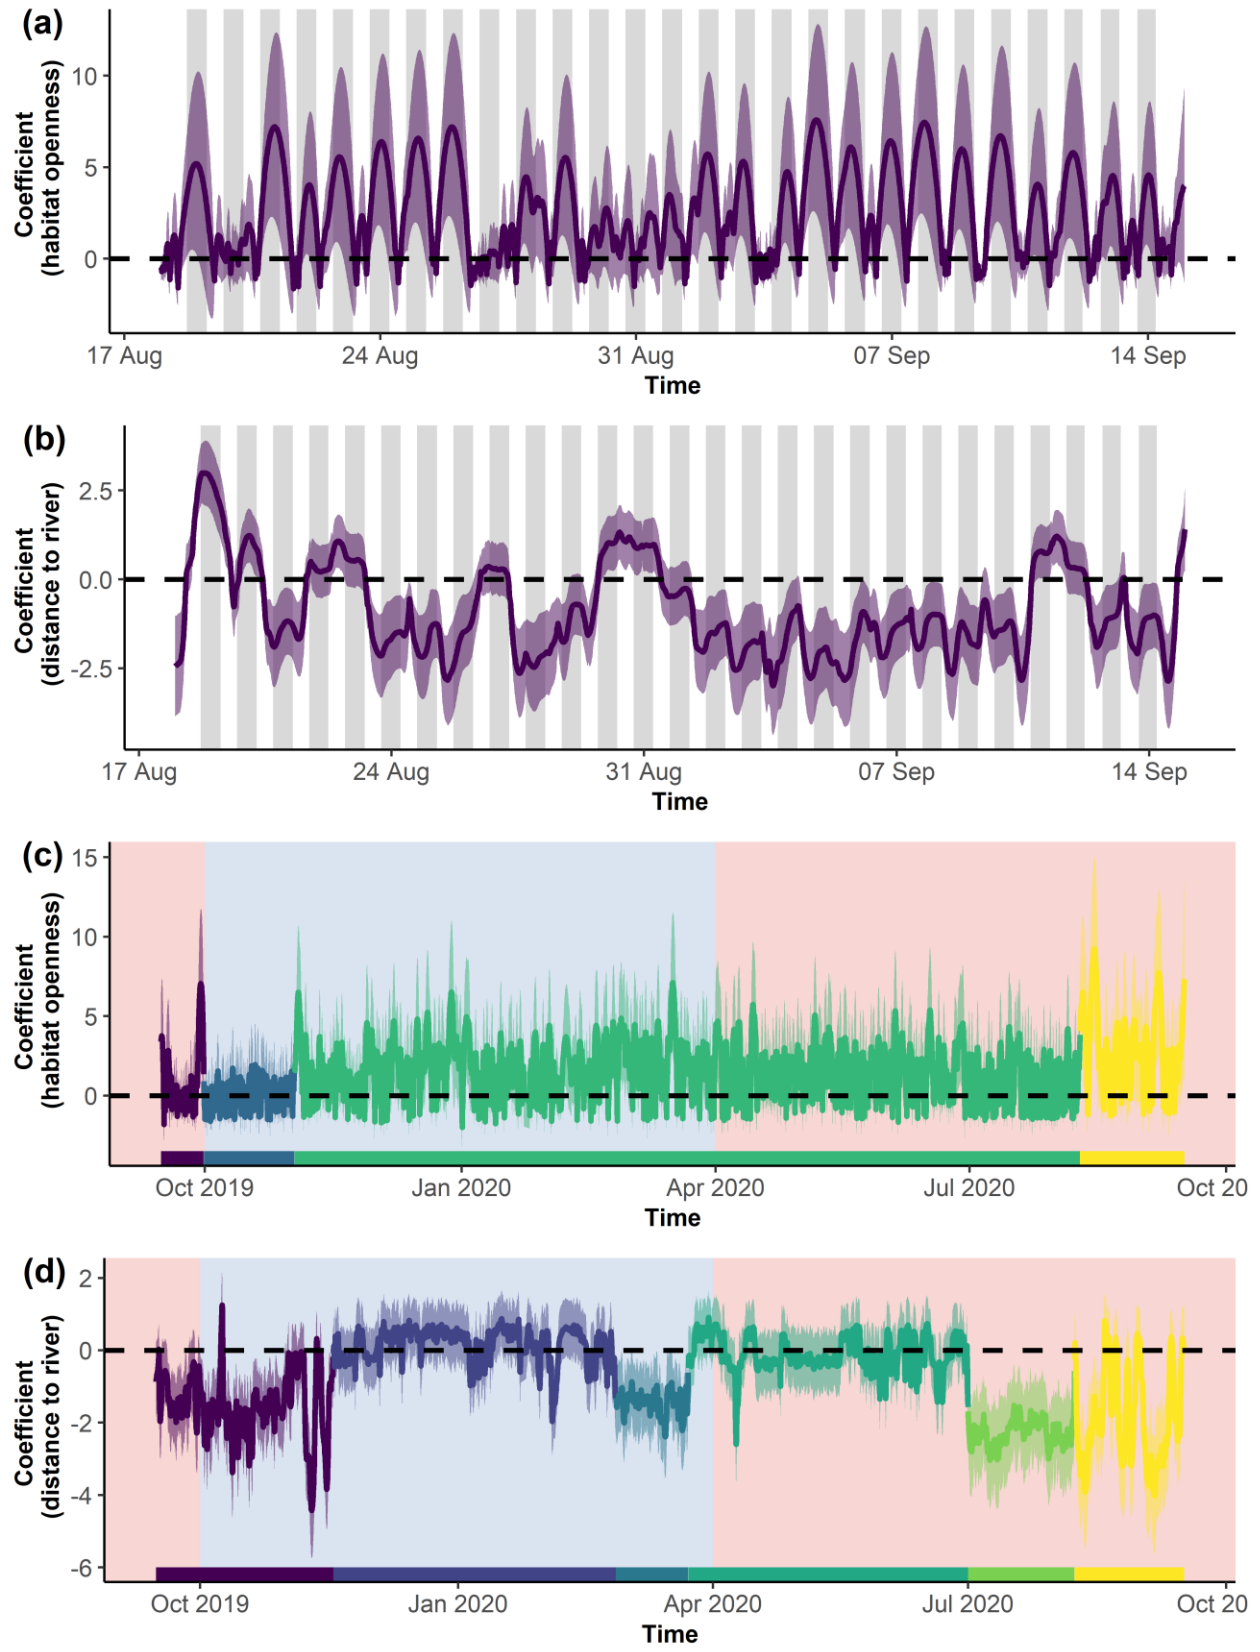 (a)
Coefficient
(habitat openness)
10
5
0
17 Aug
24 Aug
31 Aug
07 Sep
14 Sep
Time
(b)
Coefficient
(distance to river)
2.5
0.0
-2.5
17 Aug
24 Aug
31 Aug
07 Sep
14 Sep
Time
(c)
Coefficient
(habitat openness)
15
10
5
0
Oct 2019
Jan 2020
Apr 2020
Jul 2020
Oct 20
Time
(d)
Coefficient
(distance to river)
2
0
-2
-4
-6
Oct 2019
Jan 2020
Apr 2020
Jul 2020
Oct 20
Time